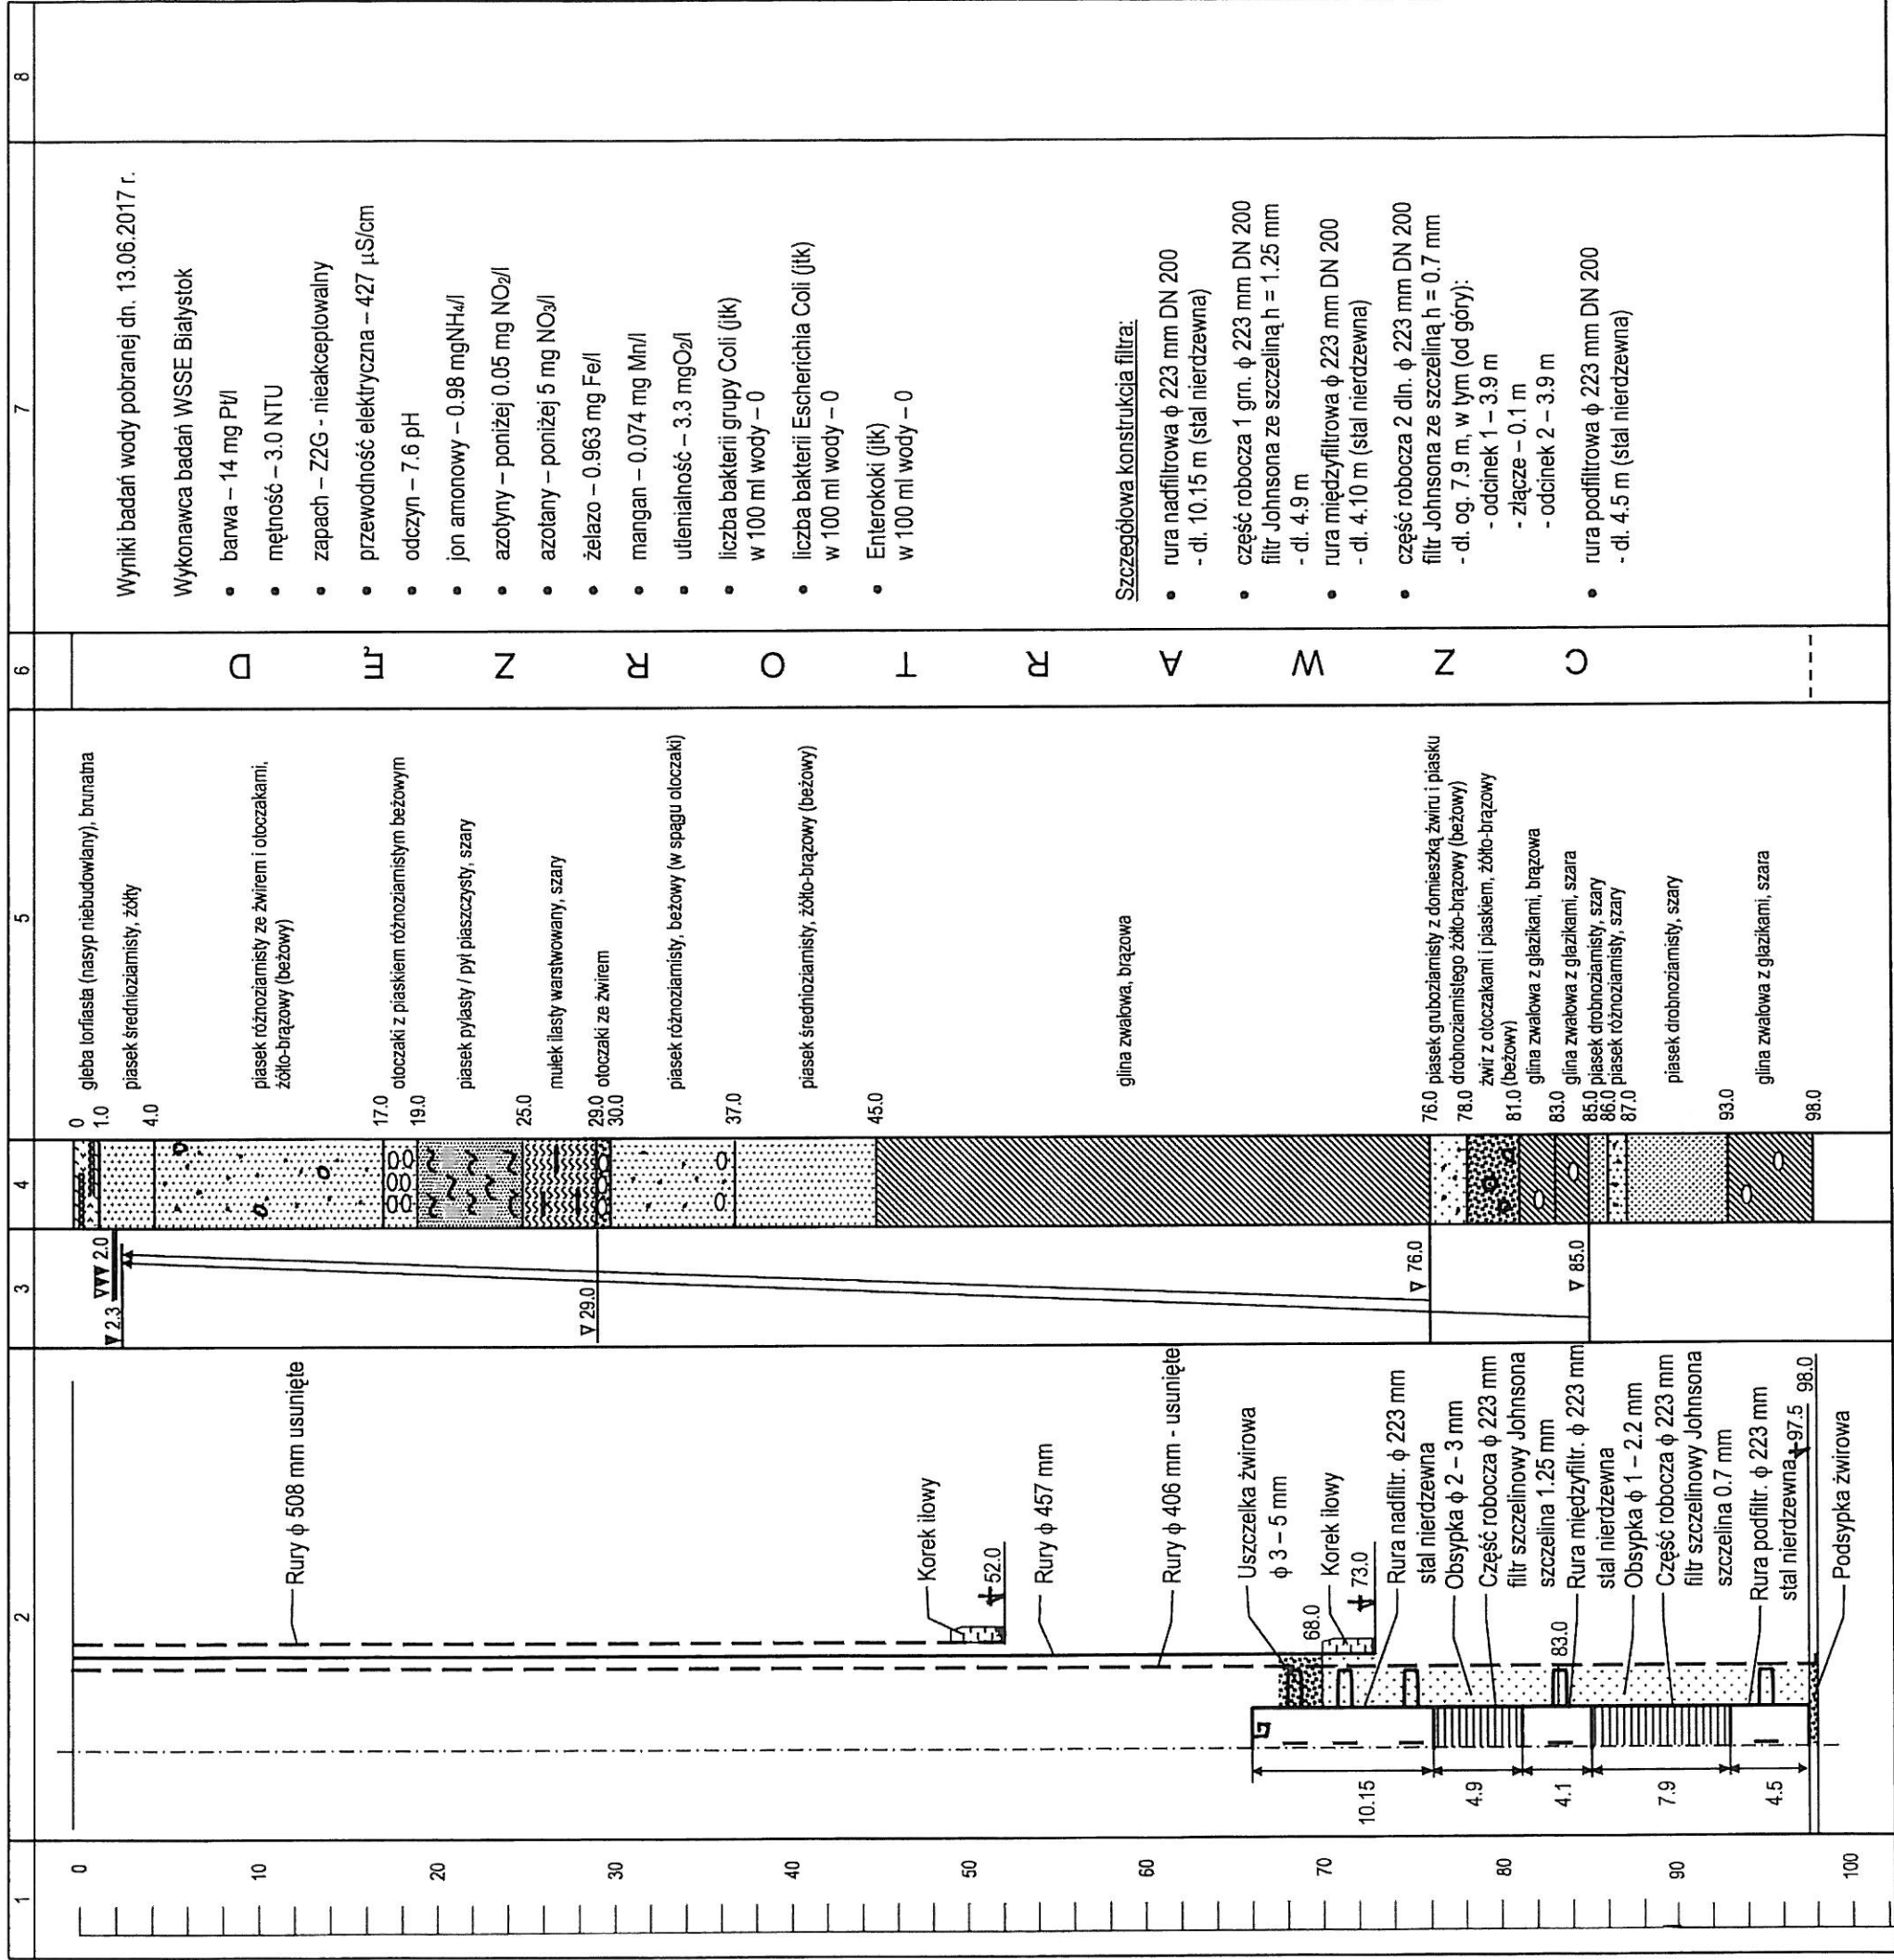 1
2
3
4
5
6
7
8
0
10
20
30
40
50
60
70
80
90
100
Rury ϕ 508 mm usunięte
Korek iłowy
52.0
Rury ϕ 457 mm
Rury ϕ 406 mm - usunięte
Uszczelka żwirowa
ϕ 3 – 5 mm
68.0
Korek iłowy
73.0
Rura nadfiltr. ϕ 223 mm
stal nierdzewna
Obsypka ϕ 2 – 3 mm
Część robocza ϕ 223 mm
filtr szczelinowy Johnsona
szczelina 1.25 mm
83.0
Rura międzyfiltr. ϕ 223 mm
stal nierdzewna
Obsypka ϕ 1 – 2.2 mm
Część robocza ϕ 223 mm
filtr szczelinowy Johnsona
szczelina 0.7 mm
Rura podfiltr. ϕ 223 mm
stal nierdzewna
97.5
98.0
Podsypka żwirowa
10.15
4.9
4.1
7.9
4.5
2.3
2.0
29.0
76.0
85.0
0
1.0
4.0
17.0
19.0
25.0
29.0
30.0
37.0
45.0
76.0
78.0
81.0
83.0
85.0
86.0
87.0
93.0
98.0
gleba torfiasta (nasyp niebudowlany), brunatna
piasek średnioziarnisty, żółty
piasek różnoziarnisty ze żwirem i otoczakami,
żółto-brązowy (beżowy)
otoczaki z piaskiem różnoziarnistym beżowym
piasek pylasty / pył piaszczysty, szary
mułek ilasty warstwowany, szary
otoczaki ze żwirem
piasek różnoziarnisty, beżowy (w spągu otoczaki)
piasek średnioziarnisty, żółto-brązowy (beżowy)
glina zwałowa, brązowa
piasek gruboziarnisty z domieszką żwiru i piasku
drobnoziarnistego żółto-brązowy (beżowy)
żwir z otoczakami i piaskiem, żółto-brązowy
(beżowy)
glina zwałowa z głazikami, brązowa
glina zwałowa z głazikami, szara
piasek drobnoziarnisty, szary
piasek różnoziarnisty, szary
piasek drobnoziarnisty, szary
glina zwałowa z głazikami, szara
C Z W A R T O R Z Ę D
Wyniki badań wody pobranej dn. 13.06.2017 r.
Wykonawca badań WSSE Białystok
• barwa – 14 mg Pt/l
• mętność – 3.0 NTU
• zapach – Z2G - nieakceptowalny
• przewodność elektryczna – 427 μS/cm
• odczyn – 7.6 pH
• jon amonowy – 0.98 mgNH₄/l
• azotyny – poniżej 0.05 mg NO₂/l
• azotany – poniżej 5 mg NO₃/l
• żelazo – 0.963 mg Fe/l
• mangan – 0.074 mg Mn/l
• utlenialność – 3.3 mgO₂/l
• liczba bakterii grupy Coli (jtk)
w 100 ml wody – 0
• liczba bakterii Escherichia Coli (jtk)
w 100 ml wody – 0
• Enterokoki (jtk)
w 100 ml wody – 0
Szczegółowa konstrukcja filtra:
• rura nadfiltrowa ϕ 223 mm DN 200
- dł. 10.15 m (stal nierdzewna)
• część robocza 1 grn. ϕ 223 mm DN 200
filtr Johnsona ze szczeliną h = 1.25 mm
- dł. 4.9 m
• rura międzyfiltrowa ϕ 223 mm DN 200
- dł. 4.10 m (stal nierdzewna)
• część robocza 2 dln. ϕ 223 mm DN 200
filtr Johnsona ze szczeliną h = 0.7 mm
- dł. og. 7.9 m, w tym (od góry):
- odcinek 1 – 3.9 m
- złącze – 0.1 m
- odcinek 2 – 3.9 m
• rura podfiltrowa ϕ 223 mm DN 200
- dł. 4.5 m (stal nierdzewna)